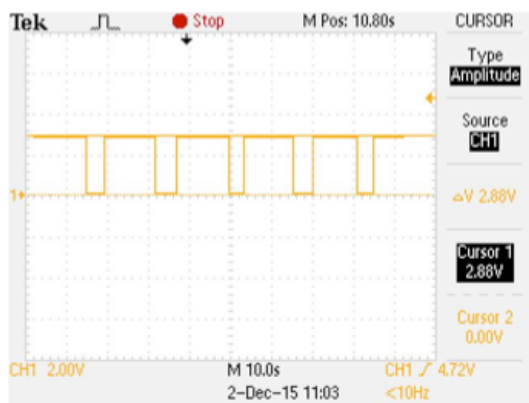 Tek Stop M Pos: 10.80s CURSOR
Type
Amplitude
Source
CH1
1
△V 2.88V
Cursor 1
2.88V
Cursor 2
0.00V
CH1 2.00V M 10.0s CH1 4.72V
2-Dec-15 11:03 <10Hz